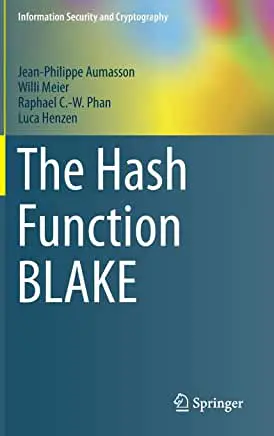 Information Security and Cryptography
Jean-Philippe Aumasson
Willi Meier
Raphael C.-W. Phan
Luca Henzen
The Hash
Function
BLAKE
Springer